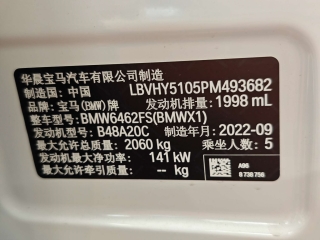 华晨宝马汽车有限公司制造
制造国：中国 LBVHY5105PM493682
品牌：宝马(BMW)牌 发动机排量：1998 mL
整车型号：BMW6462FS(BMWX1)
发动机型号：B48A20C 制造年月：2022-09
最大允许总质量：2060 kg 乘坐人数：5
发动机最大净功率：141 kW
最大允许牵引质量：-- kg
A96
8 738 756